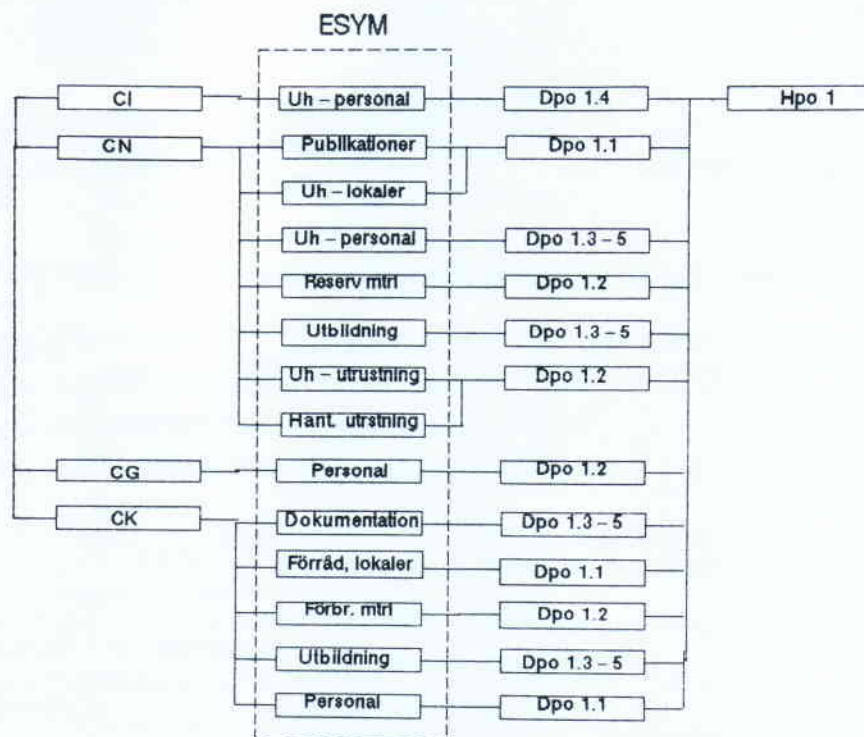 ESYM
CI Uh – personal Dpo 1.4 Hpo 1
CN Publikationer Dpo 1.1
Uh – lokaler
Uh – personal Dpo 1.3 – 5
Reserv mtrl Dpo 1.2
Utbildning Dpo 1.3 – 5
Uh – utrustning Dpo 1.2
Hant. utrstning
CG Personal Dpo 1.2
CK Dokumentation Dpo 1.3 – 5
Förråd, lokaler Dpo 1.1
Förbr. mtrl Dpo 1.2
Utbildning Dpo 1.3 – 5
Personal Dpo 1.1